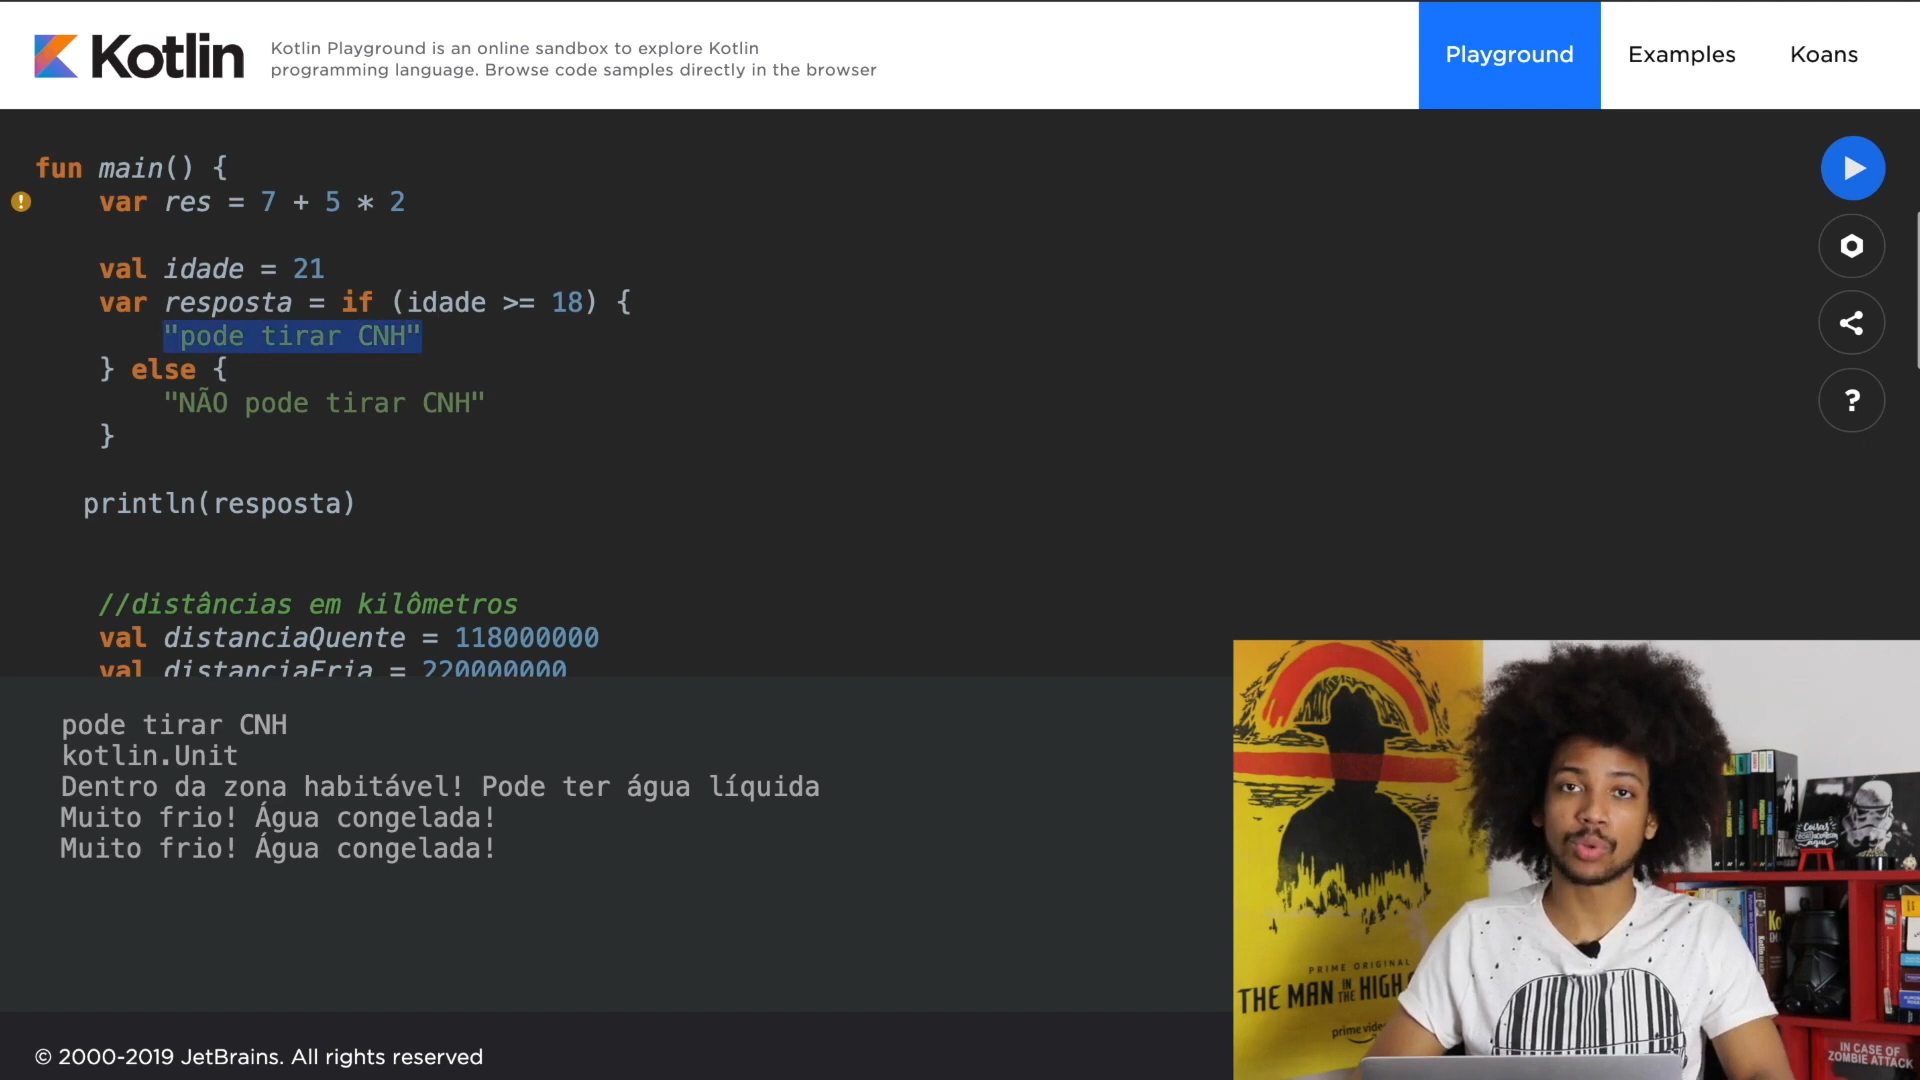 Kotlin
Kotlin Playground is an online sandbox to explore Kotlin
programming language. Browse code samples directly in the browser
Playground
Examples
Koans
fun main() {
var res = 7 + 5 * 2
val idade = 21
var resposta = if (idade >= 18) {
"pode tirar CNH"
} else {
"NÃO pode tirar CNH"
}
println(resposta)
//distâncias em kilômetros
val distanciaQuente = 118000000
val distanciaFria = 220000000
pode tirar CNH
kotlin.Unit
Dentro da zona habitável! Pode ter água líquida
Muito frio! Água congelada!
Muito frio! Água congelada!
© 2000-2019 JetBrains. All rights reserved
PRIME ORIGINAL
THE MAN IN THE HIGH
prime video
Coisas
aqui
IN CASE OF
ZOMBIE ATTACK